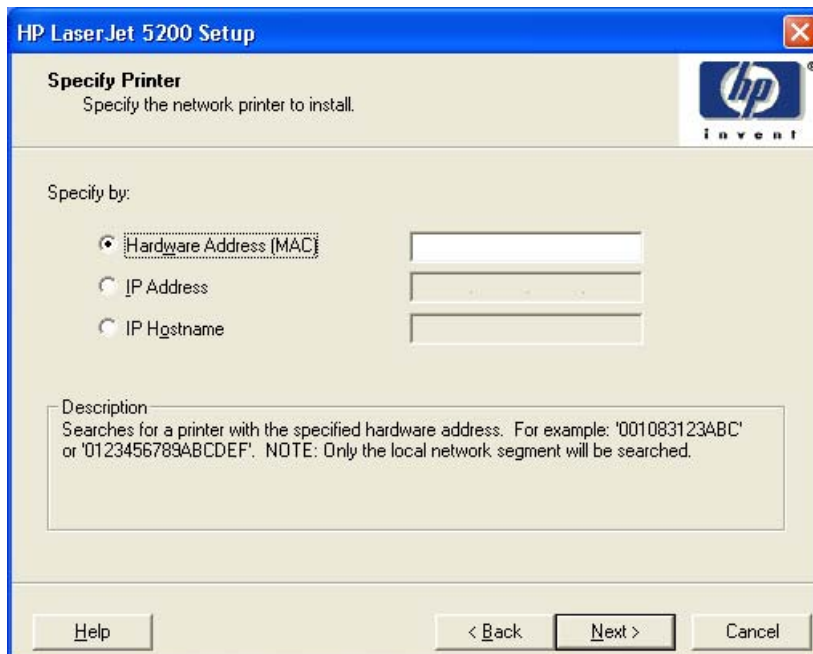 HP LaserJet 5200 Setup
Specify Printer
Specify the network printer to install.
hp
®
invent
Specify by:
Hardware Address (MAC)
IP Address
. . .
IP Hostname
Description
Searches for a printer with the specified hardware address. For example: '001083123ABC'
or '0123456789ABCDEF'. NOTE: Only the local network segment will be searched.
Help
< Back
Next >
Cancel